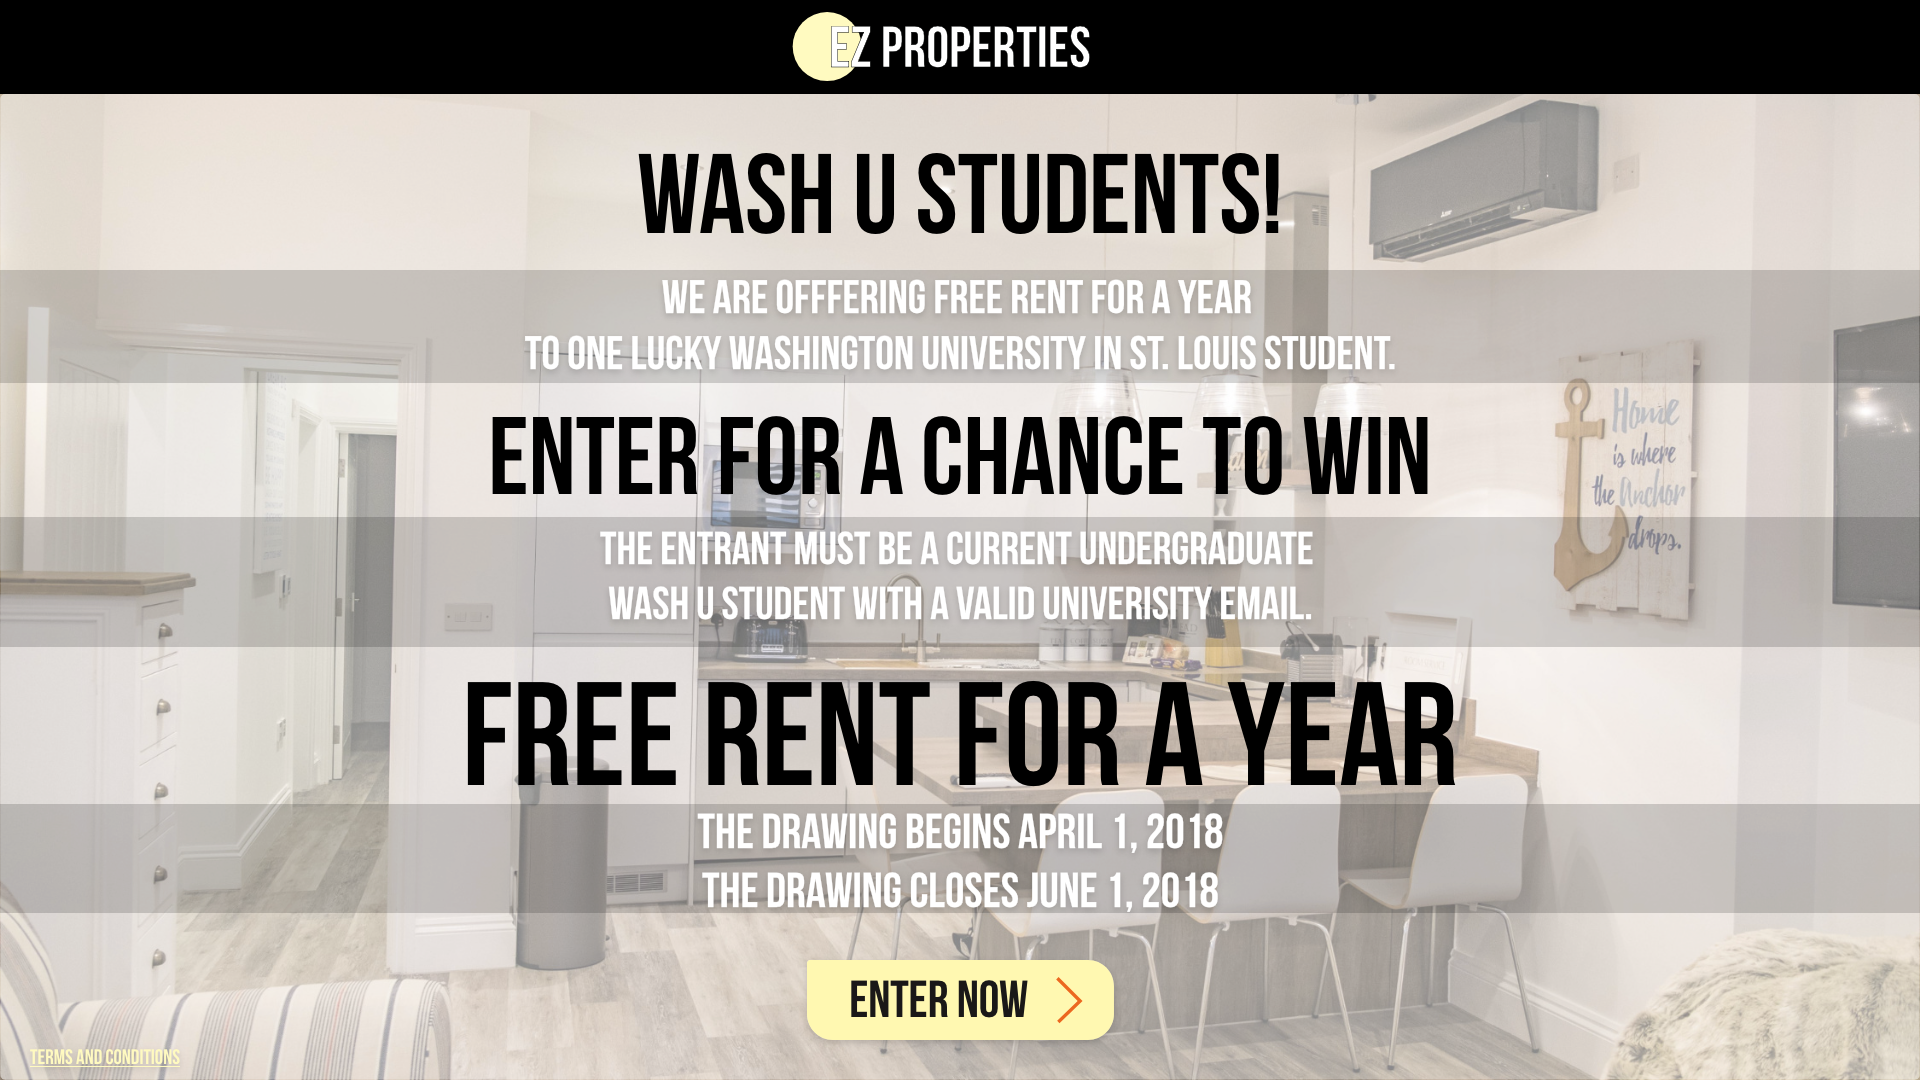 EZ PROPERTIES
WASH U STUDENTS!
WE ARE OFFFERING FREE RENT FOR A YEAR
TO ONE LUCKY WASHINGTON UNIVERSITY IN ST. LOUIS STUDENT.
ENTER FOR A CHANCE TO WIN
THE ENTRANT MUST BE A CURRENT UNDERGRADUATE
WASH U STUDENT WITH A VALID UNIVERISITY EMAIL.
FREE RENT FOR A YEAR
THE DRAWING BEGINS APRIL 1, 2018
THE DRAWING CLOSES JUNE 1, 2018
ENTER NOW
TERMS AND CONDITIONS
Home
is where
the Anchor
drops.